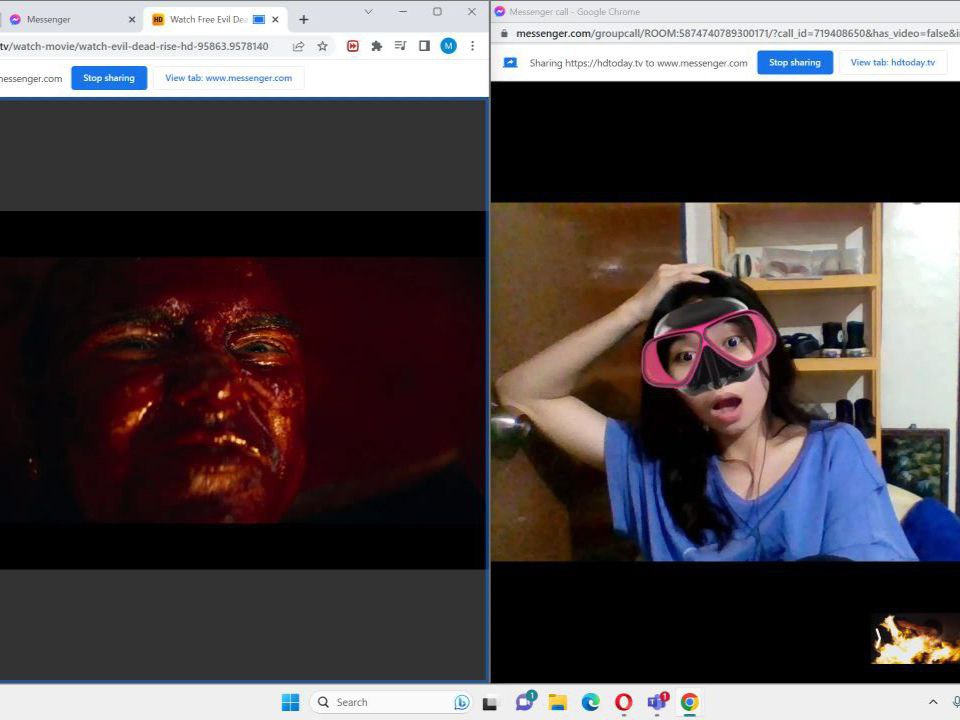 Messenger
HD
Watch Free Evil Dea
tv/watch-movie/watch-evil-dead-rise-hd-95863.9578140
M
essenger.com
Stop sharing
View tab: www.messenger.com
Messenger call - Google Chrome
messenger.com/groupcall/ROOM:5874740789300171/?call_id=719408650&has_video=false&i
Sharing https://hdtoday.tv to www.messenger.com
Stop sharing
View tab: hdtoday.tv
Search
1
1